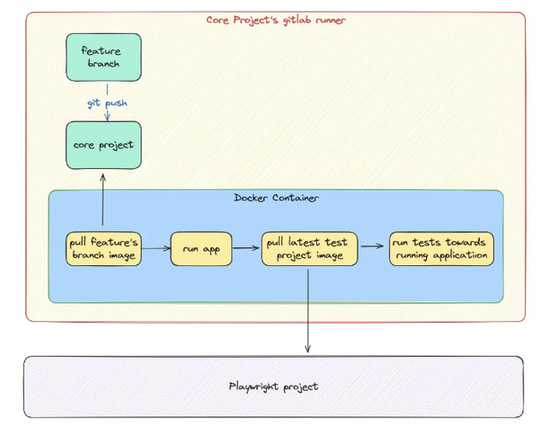 Core Project's gitlab runner
feature
branch
git push
core project
Docker Container
pull feature's
branch image
run app
pull latest test
project image
run tests towards
running application
Playwright project